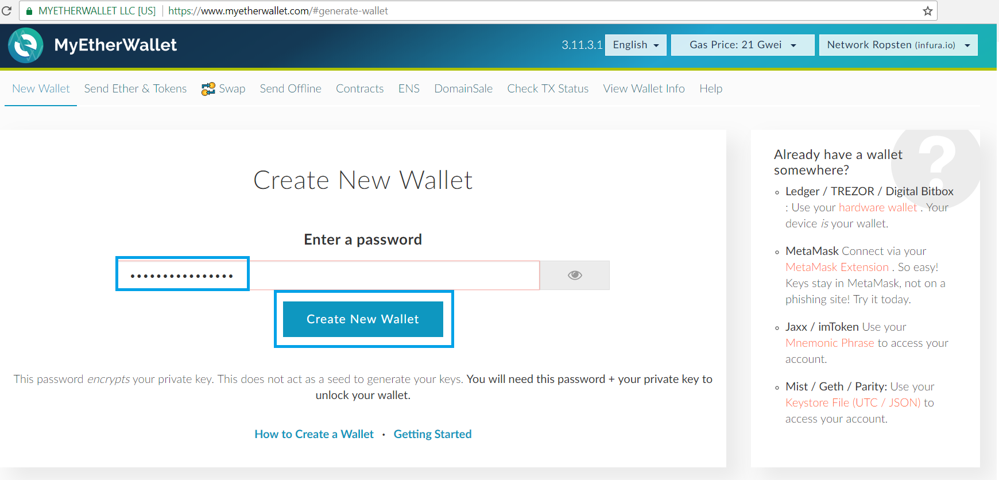 MYETHERWALLET LLC [US] https://www.myetherwallet.com/#generate-wallet
MyEtherWallet
3.11.3.1 English Gas Price: 21 Gwei Network Ropsten (infura.io)
New Wallet Send Ether & Tokens Swap Send Offline Contracts ENS DomainSale Check TX Status View Wallet Info Help
Create New Wallet
Enter a password
••••••••••••••••
Create New Wallet
This password encrypts your private key. This does not act as a seed to generate your keys. You will need this password + your private key to
unlock your wallet.
How to Create a Wallet · Getting Started
?
Already have a wallet
somewhere?
Ledger / TREZOR / Digital Bitbox
: Use your hardware wallet . Your
device is your wallet.
MetaMask Connect via your
MetaMask Extension . So easy!
Keys stay in MetaMask, not on a
phishing site! Try it today.
Jaxx / imToken Use your
Mnemonic Phrase to access your
account.
Mist / Geth / Parity: Use your
Keystore File (UTC / JSON) to
access your account.